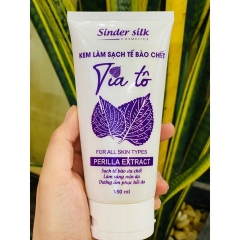 Sinder silk
COSMETICS
KEM LÀM SẠCH TẾ BÀO CHẾT
Tía tô
FOR ALL SKIN TYPES
PERILLA EXTRACT
Sạch tế bào da chết
Làm sáng mịn da
Dưỡng ẩm phục hồi da
150 ml